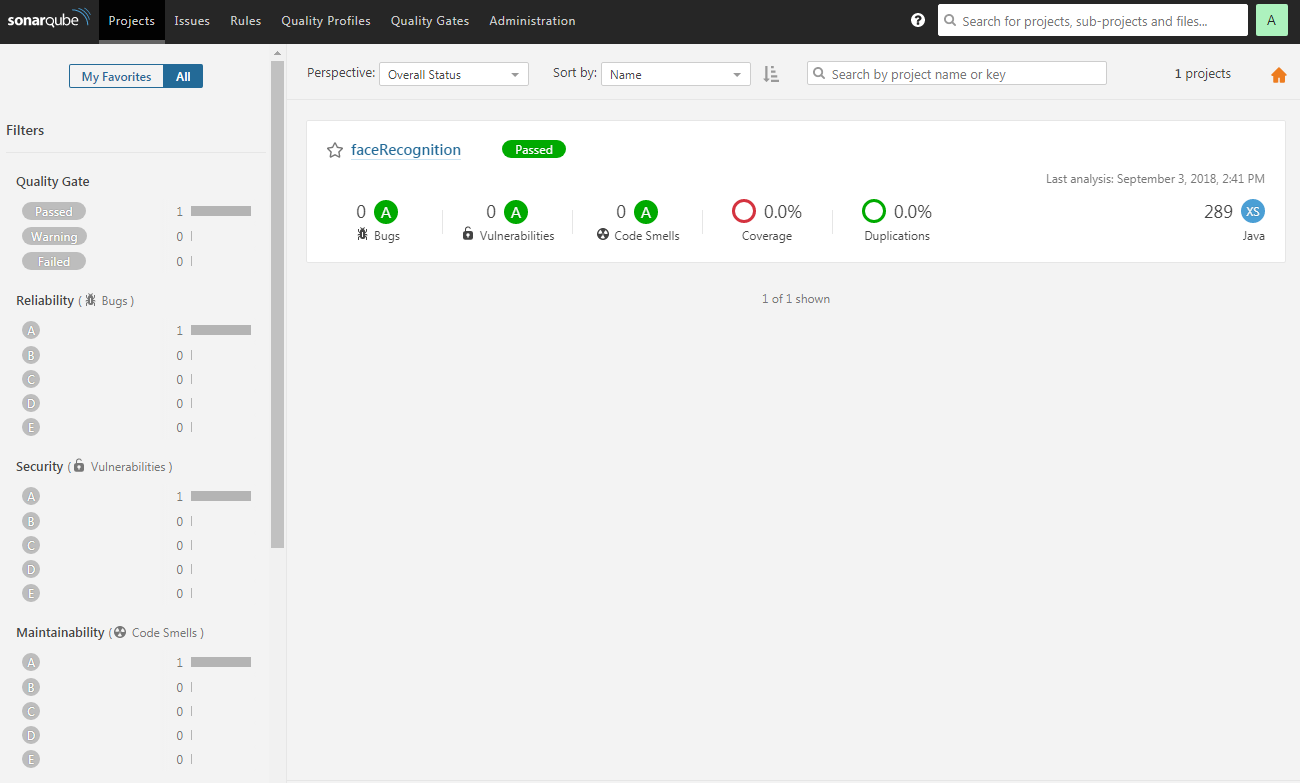 sonarqube Projects Issues Rules Quality Profiles Quality Gates Administration ? Search for projects, sub-projects and files... A
My Favorites All
Perspective: Overall Status Sort by: Name Search by project name or key 1 projects
Filters
Quality Gate
Passed 1
Warning 0
Failed 0
Reliability ( Bugs )
A 1
B 0
C 0
D 0
E 0
Security ( Vulnerabilities )
A 1
B 0
C 0
D 0
E 0
Maintainability ( Code Smells )
A 1
B 0
C 0
D 0
E 0
faceRecognition Passed
Last analysis: September 3, 2018, 2:41 PM
0 A 0 A 0 A 0.0% 0.0% 289 XS
Bugs Vulnerabilities Code Smells Coverage Duplications Java
1 of 1 shown